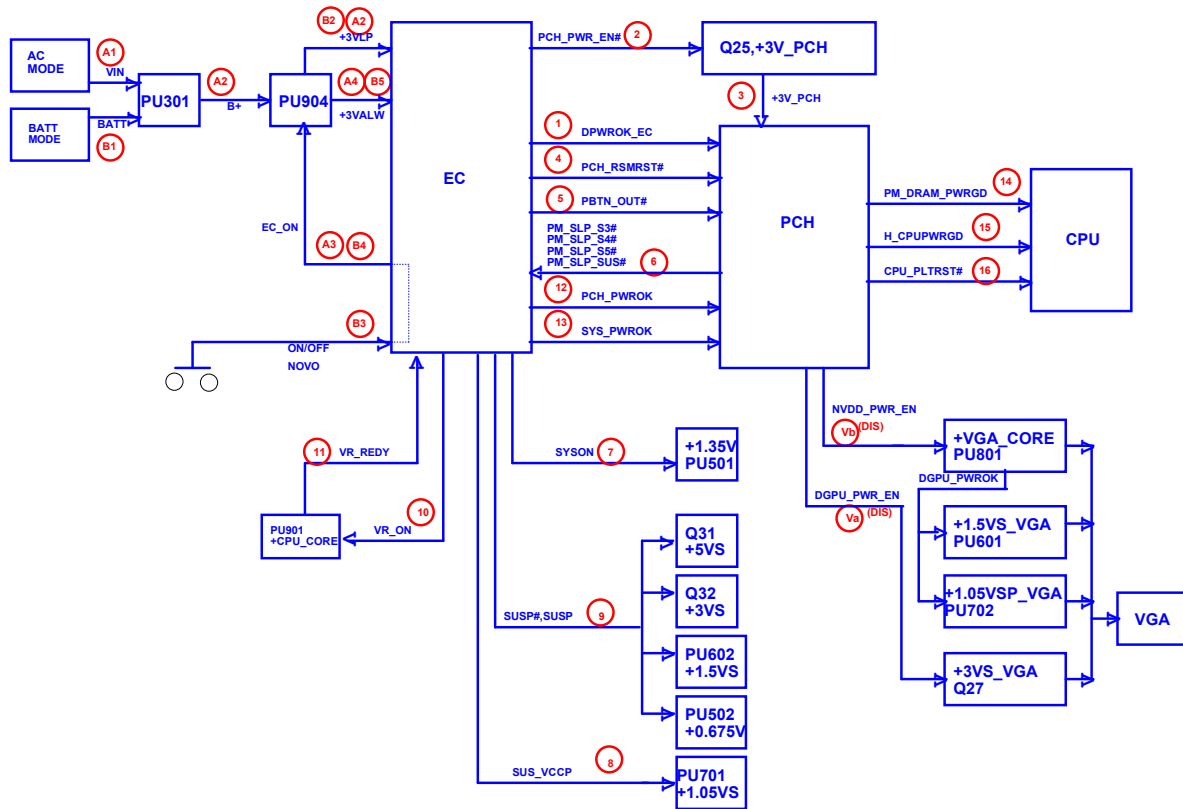 B2
A2
+3VLP
AC
MODE
A1
VIN
PU301
A2
B+
BATT
MODE
BATT
B1
PU904
A4
B5
+3VALW
EC_ON
A3
B4
B3
ON/OFF
NOVO
EC
PCH_PWR_EN#
2
Q25,+3V_PCH
3
+3V_PCH
1
DPWROK_EC
4
PCH_RSMRST#
5
PBTN_OUT#
PM_SLP_S3#
PM_SLP_S4#
PM_SLP_S5#
PM_SLP_SUS#
6
12
PCH_PWROK
13
SYS_PWROK
PCH
PM_DRAM_PWRGD
14
H_CPUPWRGD
15
CPU_PLTRST#
16
CPU
11
VR_REDY
PU901
+CPU_CORE
VR_ON
10
SYSON
7
+1.35V
PU501
SUSP#,SUSP
9
Q31
+5VS
Q32
+3VS
PU602
+1.5VS
PU502
+0.675V
SUS_VCCP
8
PU701
+1.05VS
NVDD_PWR_EN
Vb
(DIS)
DGPU_PWR_EN
Va
(DIS)
+VGA_CORE
PU801
DGPU_PWROK
+1.5VS_VGA
PU601
+1.05VSP_VGA
PU702
+3VS_VGA
Q27
VGA